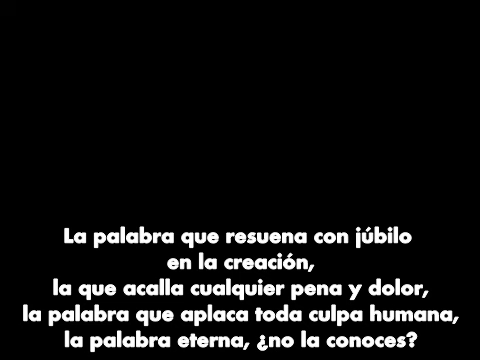 La palabra que resuena con júbilo
en la creación,
la que acalla cualquier pena y dolor,
la palabra que aplaca toda culpa humana,
la palabra eterna, ¿no la conoces?